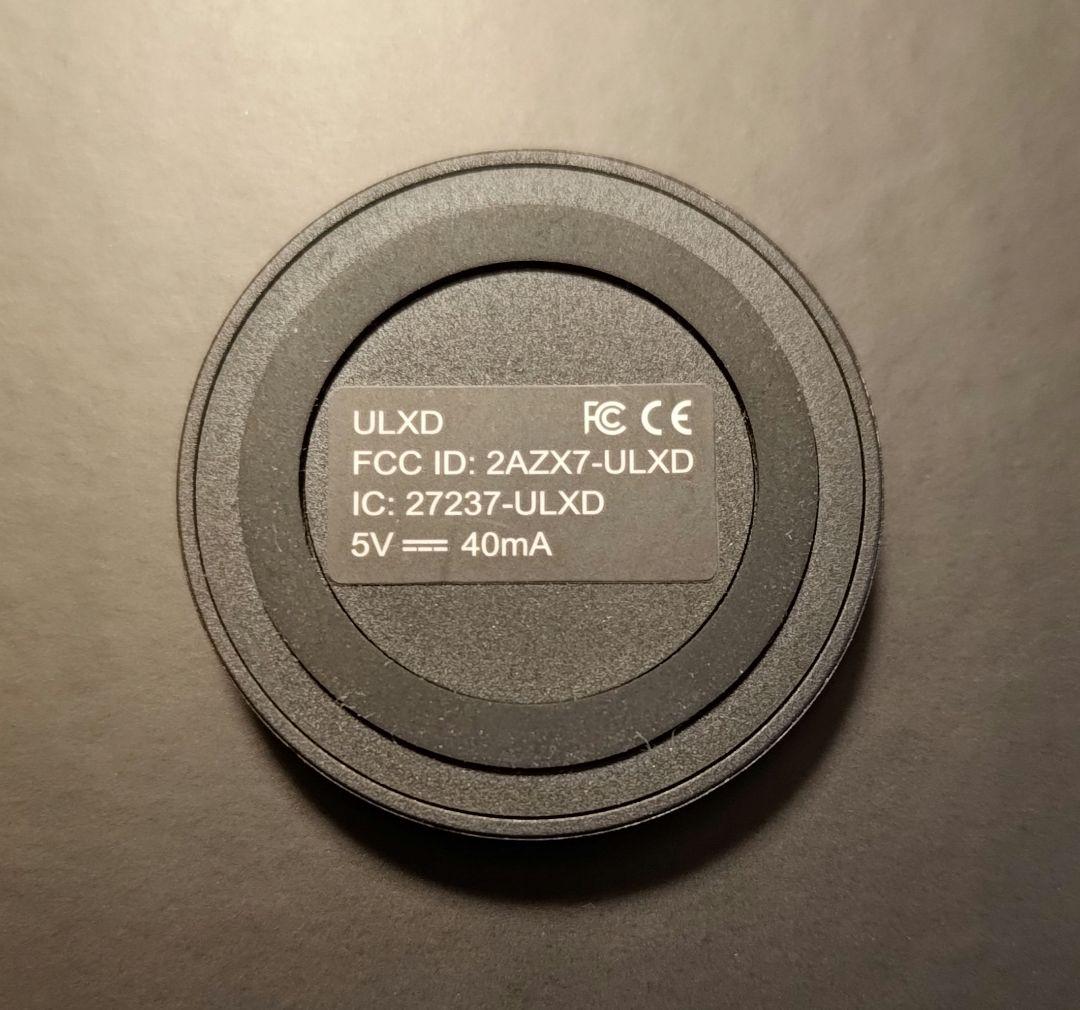 ULXD FC CE
FCC ID: 2AZX7-ULXD
IC: 27237-ULXD
5V ⎓ 40mA